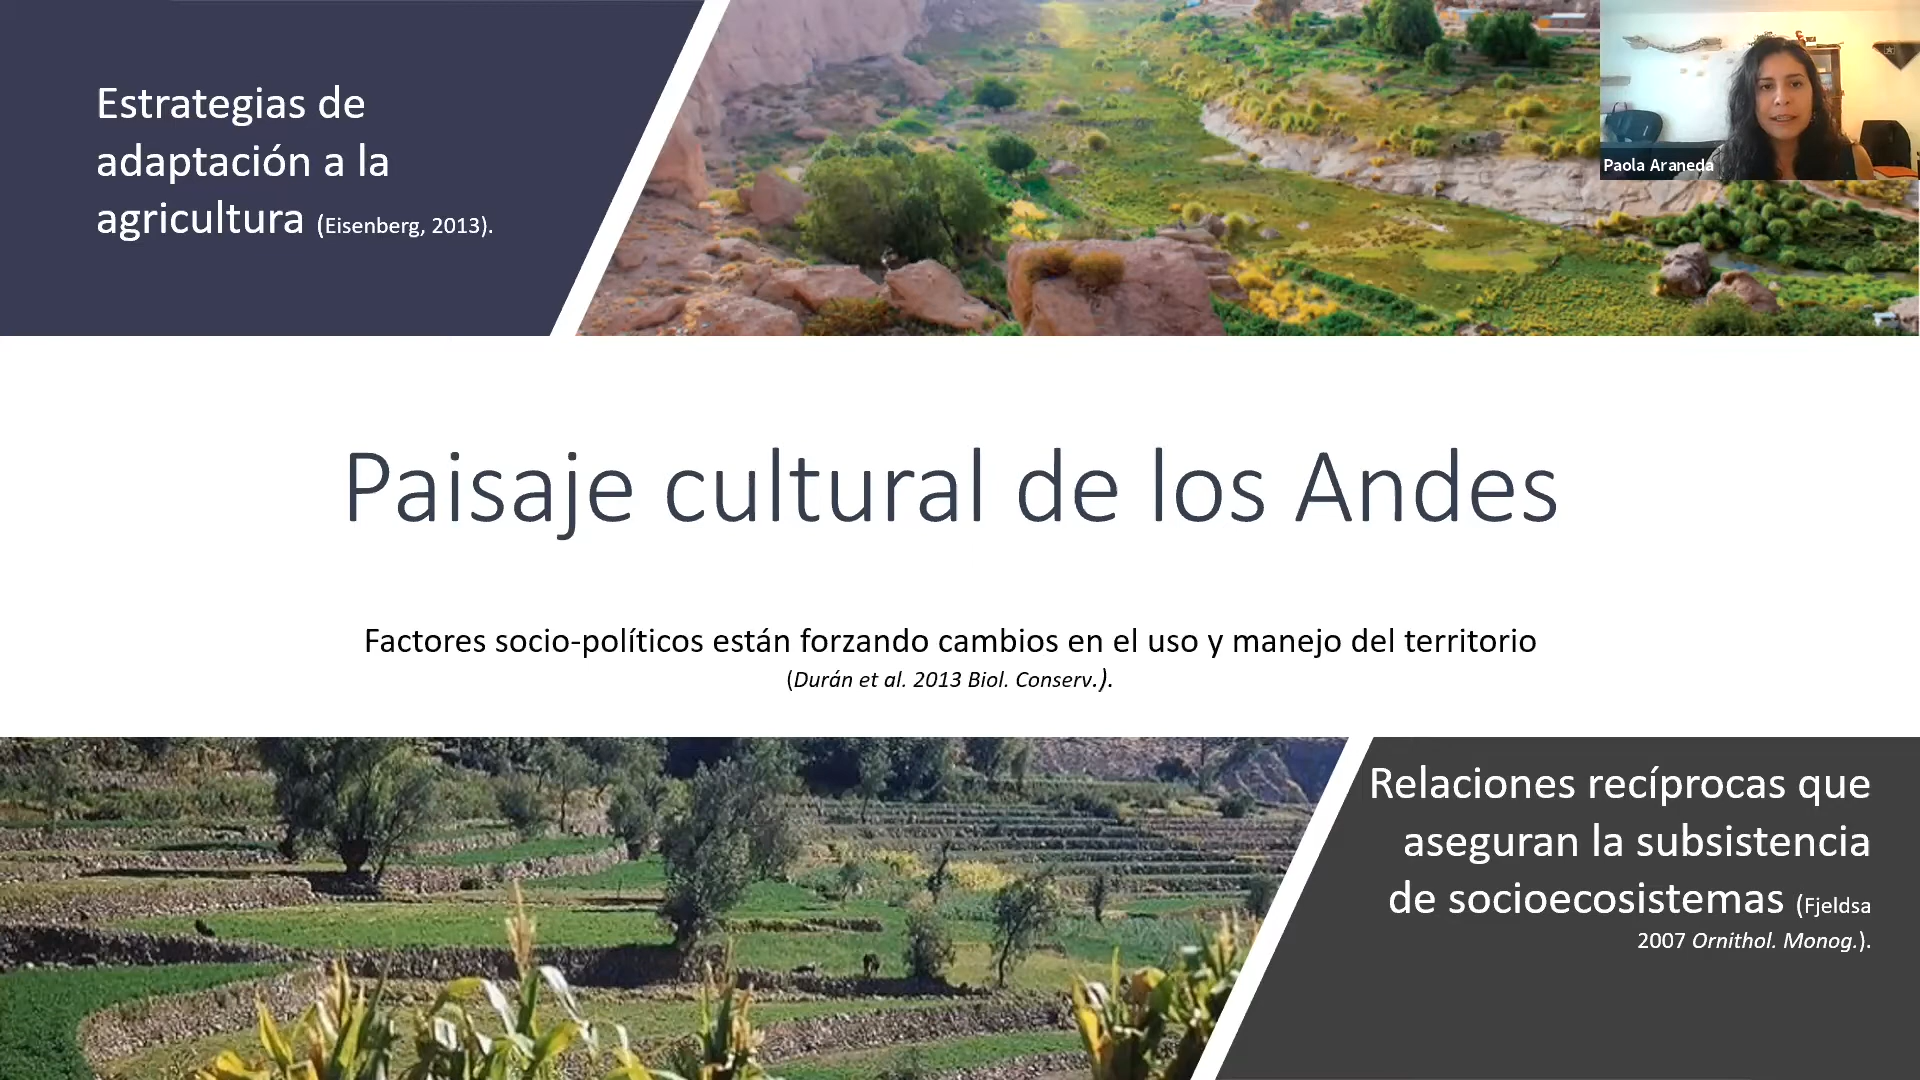 Estrategias de
adaptación a la
agricultura (Eisenberg, 2013).
Paola Araneda
Paisaje cultural de los Andes
Factores socio-políticos están forzando cambios en el uso y manejo del territorio
(Durán et al. 2013 Biol. Conserv.).
Relaciones recíprocas que
aseguran la subsistencia
de socioecosistemas (Fjeldsa
2007 Ornithol. Monog.).